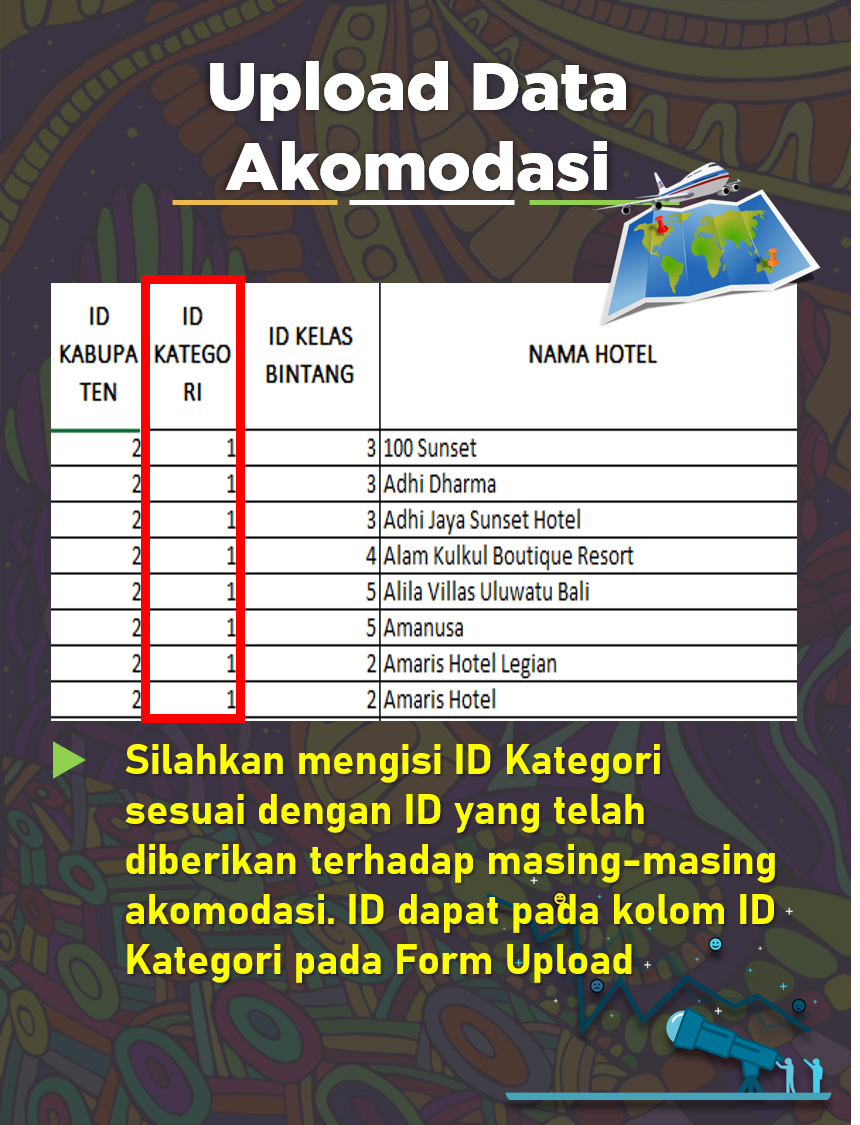 Upload Data
Akomodasi
ID KABUPA TEN ID KATEGO RI ID KELAS BINTANG NAMA HOTEL
2 1 3 100 Sunset
2 1 3 Adhi Dharma
2 1 3 Adhi Jaya Sunset Hotel
2 1 4 Alam Kulkul Boutique Resort
2 1 5 Alila Villas Uluwatu Bali
2 1 5 Amanusa
2 1 2 Amaris Hotel Legian
2 1 2 Amaris Hotel
Silahkan mengisi ID Kategori
sesuai dengan ID yang telah
diberikan terhadap masing-masing
akomodasi. ID dapat pada kolom ID
Kategori pada Form Upload